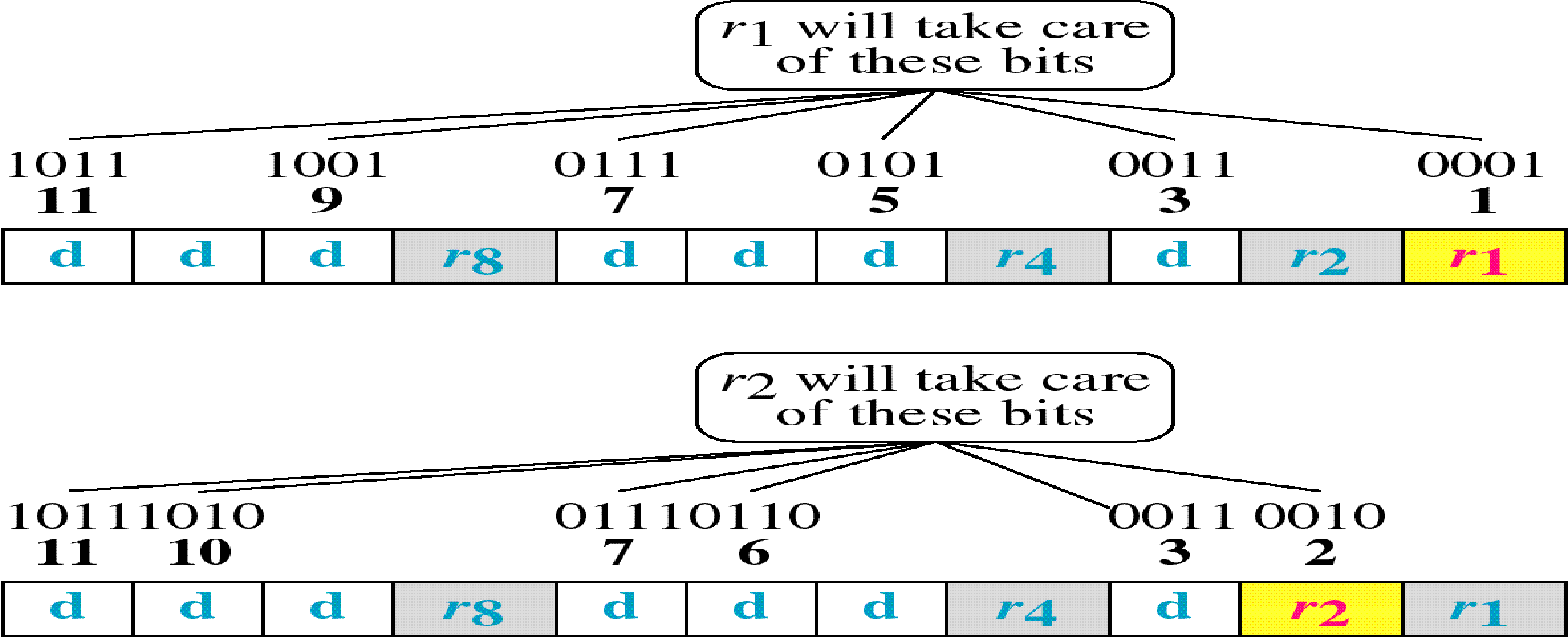 r1 will take care
of these bits
1011 1001 0111 0101 0011 0001
11 9 7 5 3 1
d d d r8 d d d r4 d r2 r1
r2 will take care
of these bits
1011 1010 0111 0110 0011 0010
11 10 7 6 3 2
d d d r8 d d d r4 d r2 r1